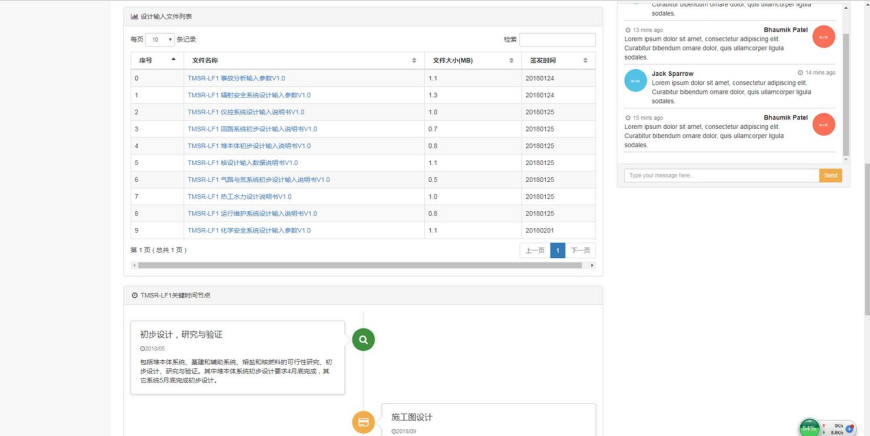 设计输入文件列表
每页 10 条记录
检索
序号 文件名称 文件大小(MB) 签发时间
0 TMSR-LF1 事故分析输入参数V1.0 1.1 20180124
1 TMSR-LF1 辐射安全系统设计输入参数V1.0 1.3 20180124
2 TMSR-LF1 仪控系统设计输入说明书V1.0 1.0 20180125
3 TMSR-LF1 回路系统初步设计输入说明书V1.0 0.7 20180125
4 TMSR-LF1 堆本体初步设计输入说明书V1.0 0.8 20180125
5 TMSR-LF1 核设计输入数据说明书V1.0 1.1 20180125
6 TMSR-LF1 气路与氚系统初步设计输入说明书V1.0 0.5 20180125
7 TMSR-LF1 热工水力设计说明书V1.0 1.0 20180125
8 TMSR-LF1 运行维护系统设计输入说明书V1.0 0.8 20180125
9 TMSR-LF1 化学安全系统设计输入参数V1.0 1.1 20180201
第 1 页 ( 总共 1 页 )
上一页 1 下一页
TMSR-LF1关键时间节点
初步设计，研究与验证
2018/05
包括堆本体系统、基建和辅助系统、熔盐和核燃料的可行性研究、初
步设计、研究与验证。其中堆本体系统初步设计要求4月底完成，其
它系统5月底完成初步设计。
施工图设计
2018/09
Curabitur bibendum ornare dolor, quis ullamcorper ligula
sodales.
13 mins ago Bhaumik Patel
Lorem ipsum dolor sit amet, consectetur adipiscing elit.
Curabitur bibendum ornare dolor, quis ullamcorper ligula
sodales.
Jack Sparrow 14 mins ago
Lorem ipsum dolor sit amet, consectetur adipiscing elit.
Curabitur bibendum ornare dolor, quis ullamcorper ligula
sodales.
15 mins ago Bhaumik Patel
Lorem ipsum dolor sit amet, consectetur adipiscing elit.
Curabitur bibendum ornare dolor, quis ullamcorper ligula
sodales.
Type your message here... Send
64%